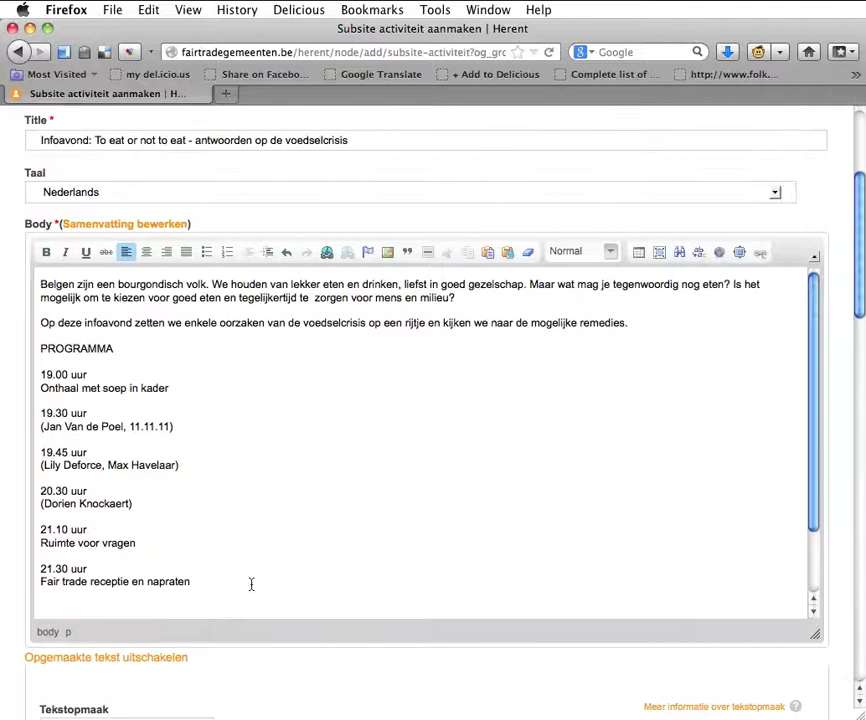 Firefox File Edit View History Delicious Bookmarks Tools Window Help
Subsite activiteit aanmaken | Herent
fairtradegemeenten.be/herent/node/add/subsite-activiteit?og_gro
Google
Most Visited my del.icio.us Share on Facebo... Google Translate + Add to Delicious Complete list of ... http://www.folk...
Subsite activiteit aanmaken | H...
Title *
Infoavond: To eat or not to eat - antwoorden op de voedselcrisis
Taal
Nederlands
Body *(Samenvatting bewerken)
B I U abc Normal
Belgen zijn een bourgondisch volk. We houden van lekker eten en drinken, liefst in goed gezelschap. Maar wat mag je tegenwoordig nog eten? Is het
mogelijk om te kiezen voor goed eten en tegelijkertijd te zorgen voor mens en milieu?
Op deze infoavond zetten we enkele oorzaken van de voedselcrisis op een rijtje en kijken we naar de mogelijke remedies.
PROGRAMMA
19.00 uur
Onthaal met soep in kader
19.30 uur
(Jan Van de Poel, 11.11.11)
19.45 uur
(Lily Deforce, Max Havelaar)
20.30 uur
(Dorien Knockaert)
21.10 uur
Ruimte voor vragen
21.30 uur
Fair trade receptie en napraten
body p
Opgemaakte tekst uitschakelen
Tekstopmaak
Meer informatie over tekstopmaak ?